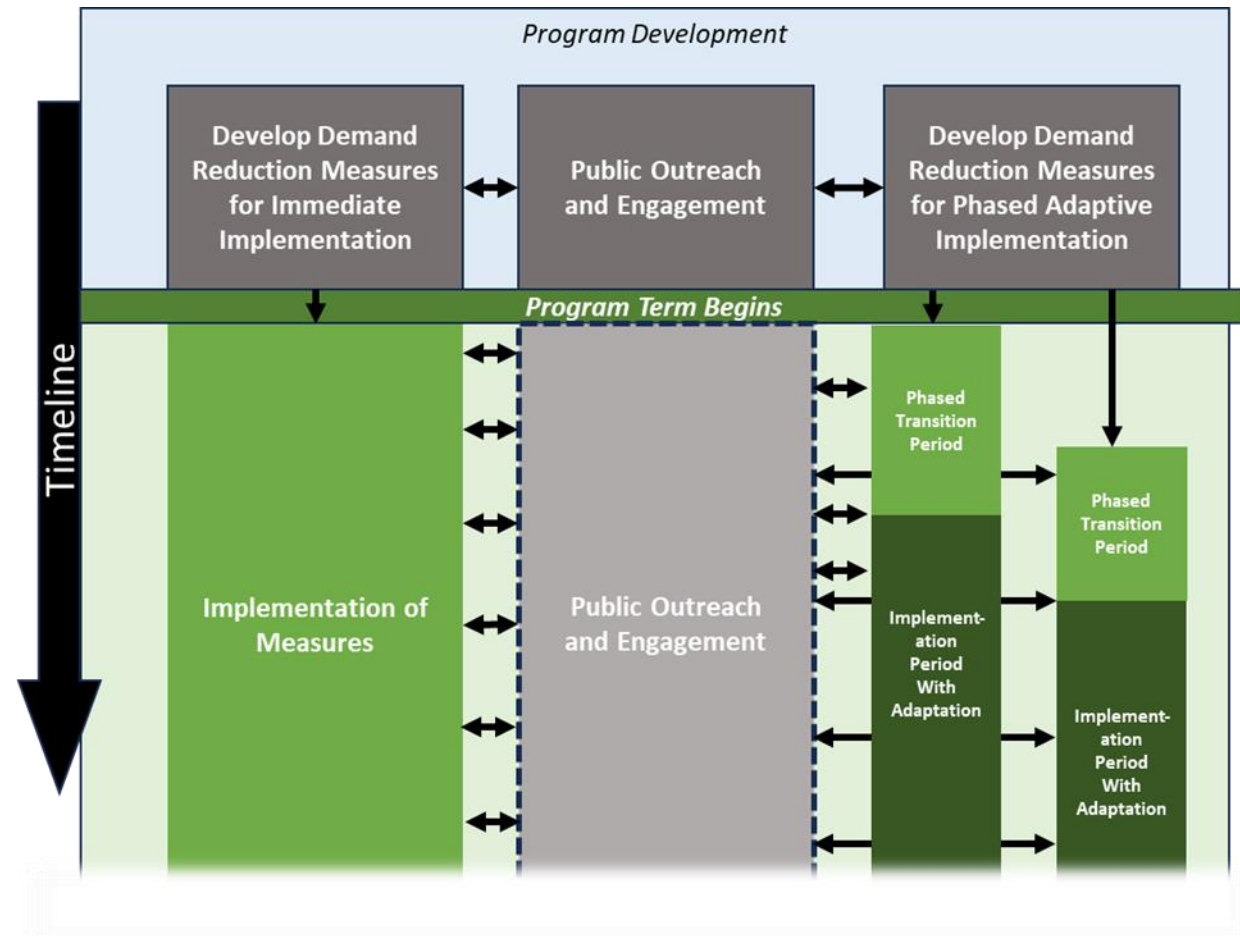 Program Development
Develop Demand
Reduction Measures
for Immediate
Implementation
Public Outreach
and Engagement
Develop Demand
Reduction Measures
for Phased Adaptive
Implementation
Program Term Begins
Timeline
Implementation of
Measures
Public Outreach
and Engagement
Phased
Transition
Period
Implement-
ation
Period
With
Adaptation
Phased
Transition
Period
Implement-
ation
Period
With
Adaptation